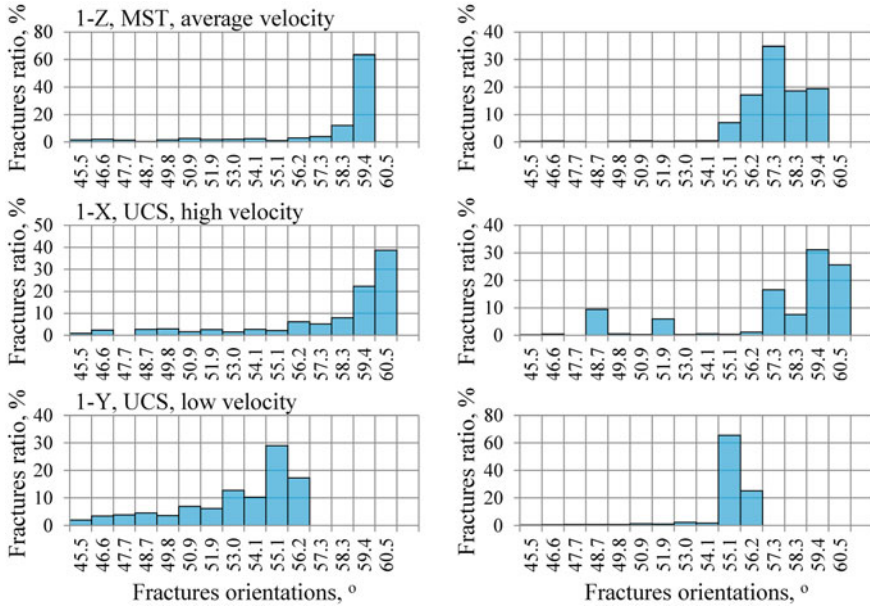 1-Z, MST, average velocity
Fractures ratio, %
80
60
40
20
0
45.5 46.6 47.7 48.7 49.8 50.9 51.9 53.0 54.1 55.1 56.2 57.3 58.3 59.4 60.5
Fractures ratio, %
40
30
20
10
0
45.5 46.6 47.7 48.7 49.8 50.9 51.9 53.0 54.1 55.1 56.2 57.3 58.3 59.4 60.5
1-X, UCS, high velocity
Fractures ratio, %
50
40
30
20
10
0
45.5 46.6 47.7 48.7 49.8 50.9 51.9 53.0 54.1 55.1 56.2 57.3 58.3 59.4 60.5
Fractures ratio, %
40
30
20
10
0
45.5 46.6 47.7 48.7 49.8 50.9 51.9 53.0 54.1 55.1 56.2 57.3 58.3 59.4 60.5
1-Y, UCS, low velocity
Fractures ratio, %
40
30
20
10
0
45.5 46.6 47.7 48.7 49.8 50.9 51.9 53.0 54.1 55.1 56.2 57.3 58.3 59.4 60.5
Fractures orientations, º
Fractures ratio, %
80
60
40
20
0
45.5 46.6 47.7 48.7 49.8 50.9 51.9 53.0 54.1 55.1 56.2 57.3 58.3 59.4 60.5
Fractures orientations, º